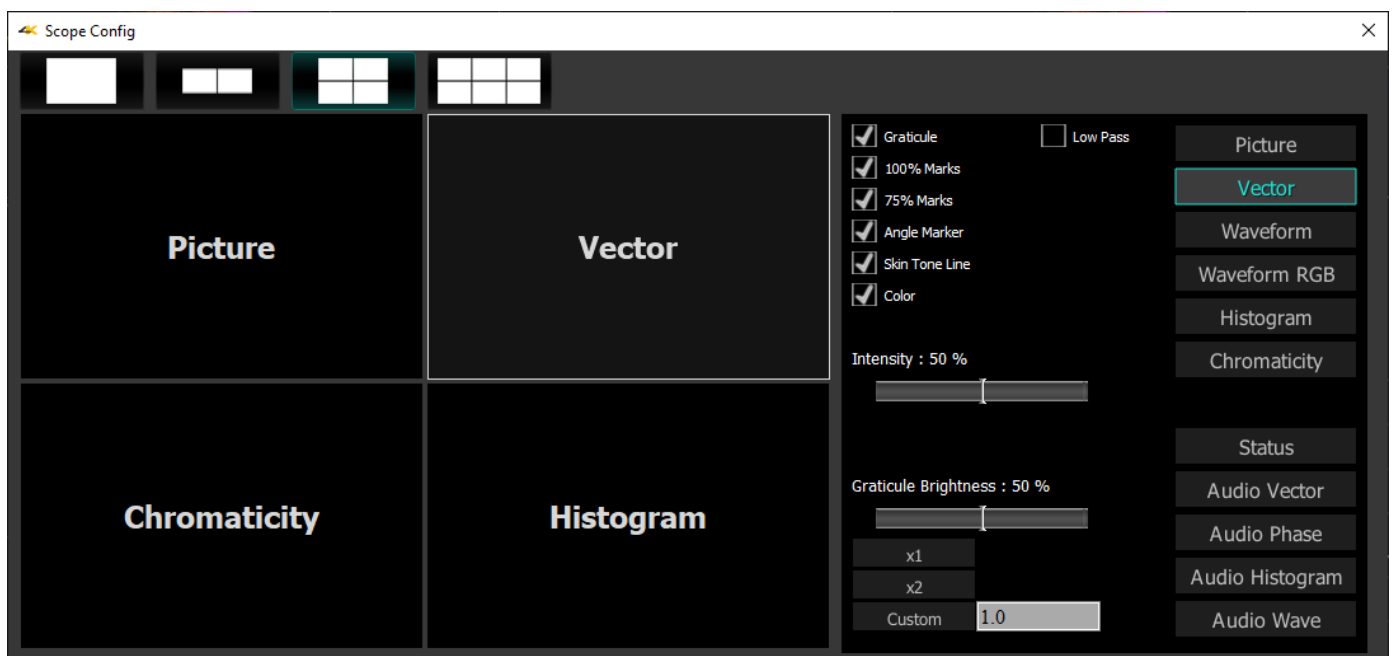 4K Scope Config
Picture
Vector
Chromaticity
Histogram
Graticule
Low Pass
100% Marks
75% Marks
Angle Marker
Skin Tone Line
Color
Intensity : 50 %
Graticule Brightness : 50 %
x1
x2
Custom
1.0
Picture
Vector
Waveform
Waveform RGB
Histogram
Chromaticity
Status
Audio Vector
Audio Phase
Audio Histogram
Audio Wave